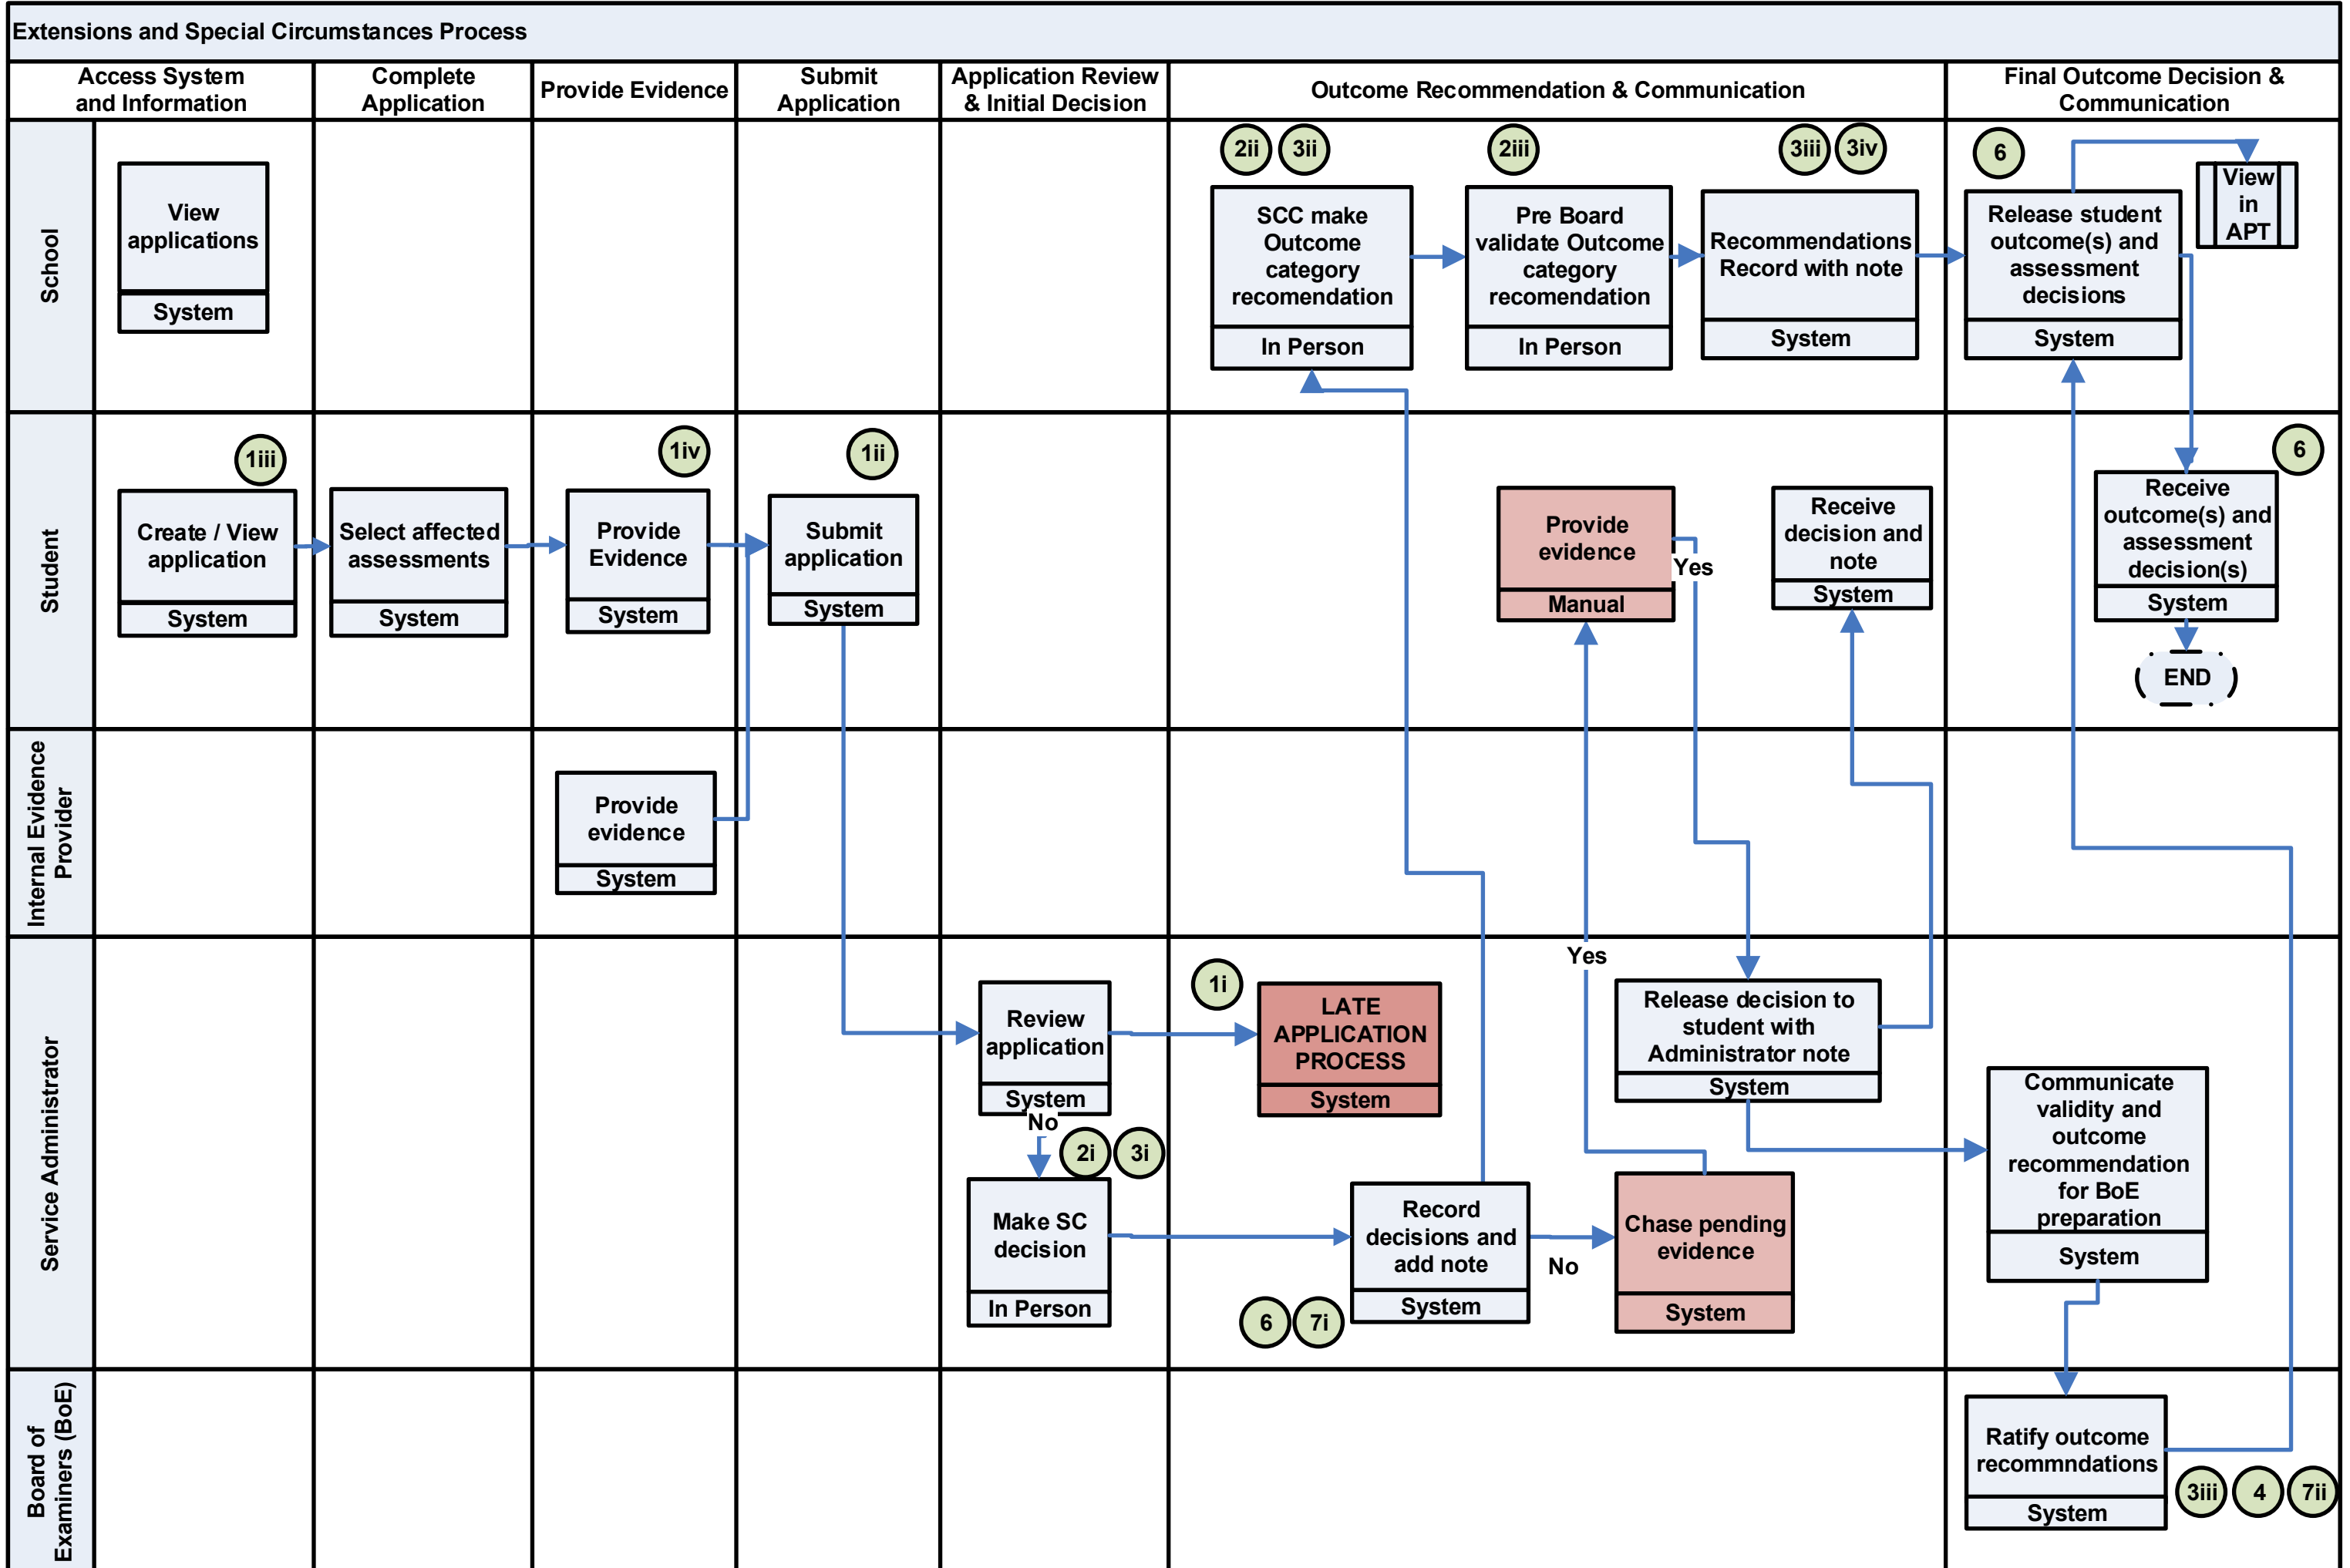 Extensions and Special Circumstances Process
Access System
and Information
Complete
Application
Provide Evidence
Submit
Application
Application Review
& Initial Decision
Outcome Recommendation & Communication
Final Outcome Decision &
Communication
School
View
applications
System
2ii
3ii
SCC make
Outcome
category
recomendation
In Person
2iii
Pre Board
validate Outcome
category
recomendation
In Person
3iii
3iv
Recommendations
Record with note
System
6
Release student
outcome(s) and
assessment
decisions
System
View
in
APT
Student
1iii
Create / View
application
System
Select affected
assessments
System
1iv
Provide
Evidence
System
1ii
Submit
application
System
Provide
evidence
Manual
Yes
Receive
decision and
note
System
6
Receive
outcome(s) and
assessment
decision(s)
System
END
Internal Evidence
Provider
Provide
evidence
System
Service Administrator
Review
application
System
No
2i
3i
Make SC
decision
In Person
1i
LATE
APPLICATION
PROCESS
System
Record
decisions and
add note
System
6
7i
No
Yes
Chase pending
evidence
System
Release decision to
student with
Administrator note
System
Communicate
validity and
outcome
recommendation
for BoE
preparation
System
Board of
Examiners (BoE)
Ratify outcome
recommndations
System
3iii
4
7ii